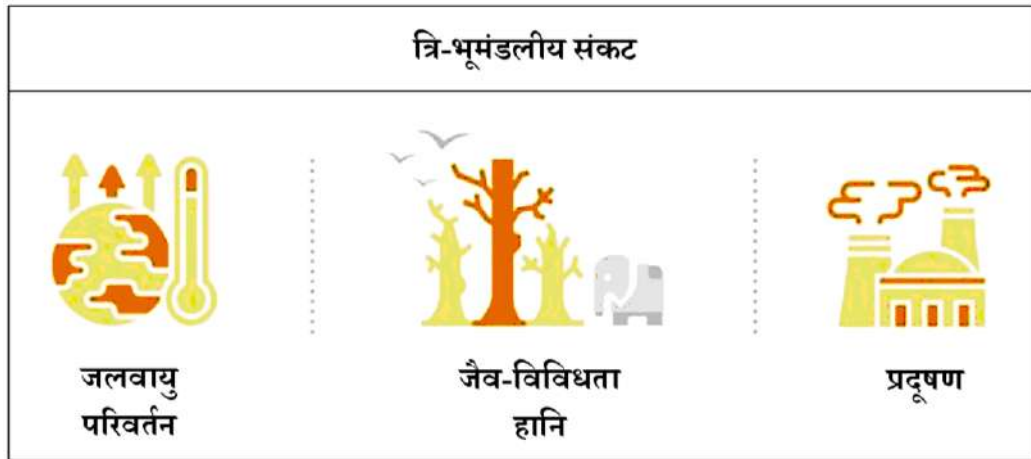 त्रि-भूमंडलीय संकट
जलवायु
परिवर्तन
जैव-विविधता
हानि
प्रदूषण